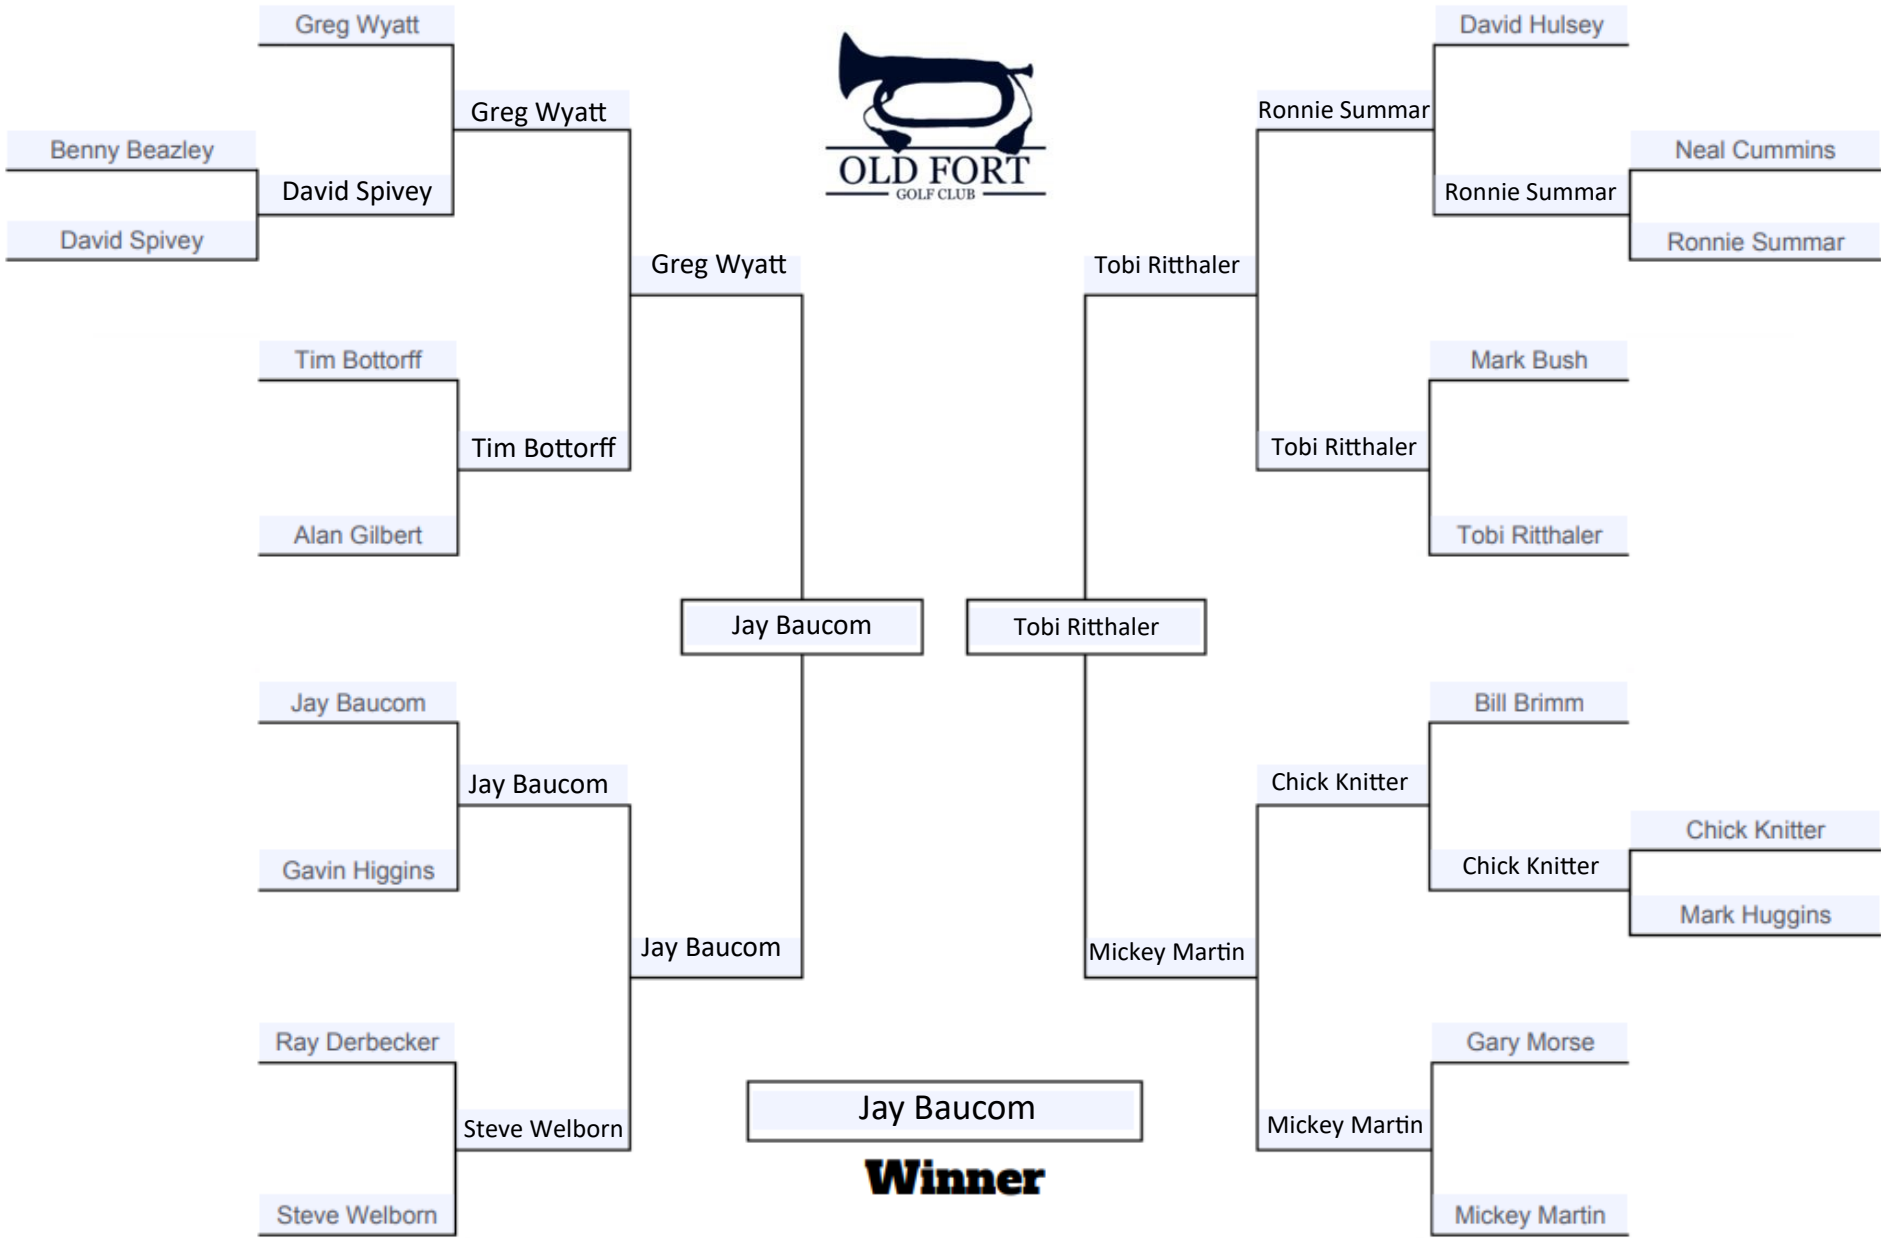 Greg Wyatt
Greg Wyatt
Benny Beazley
David Spivey
David Spivey
Greg Wyatt
Tim Bottorff
Tim Bottorff
Alan Gilbert
Jay Baucom
Jay Baucom
Jay Baucom
Gavin Higgins
Jay Baucom
Ray Derbecker
Steve Welborn
Steve Welborn
OLD FORT
GOLF CLUB
David Hulsey
Ronnie Summar
Neal Cummins
Ronnie Summar
Ronnie Summar
Tobi Ritthaler
Mark Bush
Tobi Ritthaler
Tobi Ritthaler
Tobi Ritthaler
Bill Brimm
Chick Knitter
Chick Knitter
Chick Knitter
Mark Huggins
Mickey Martin
Gary Morse
Mickey Martin
Mickey Martin
Jay Baucom
Winner